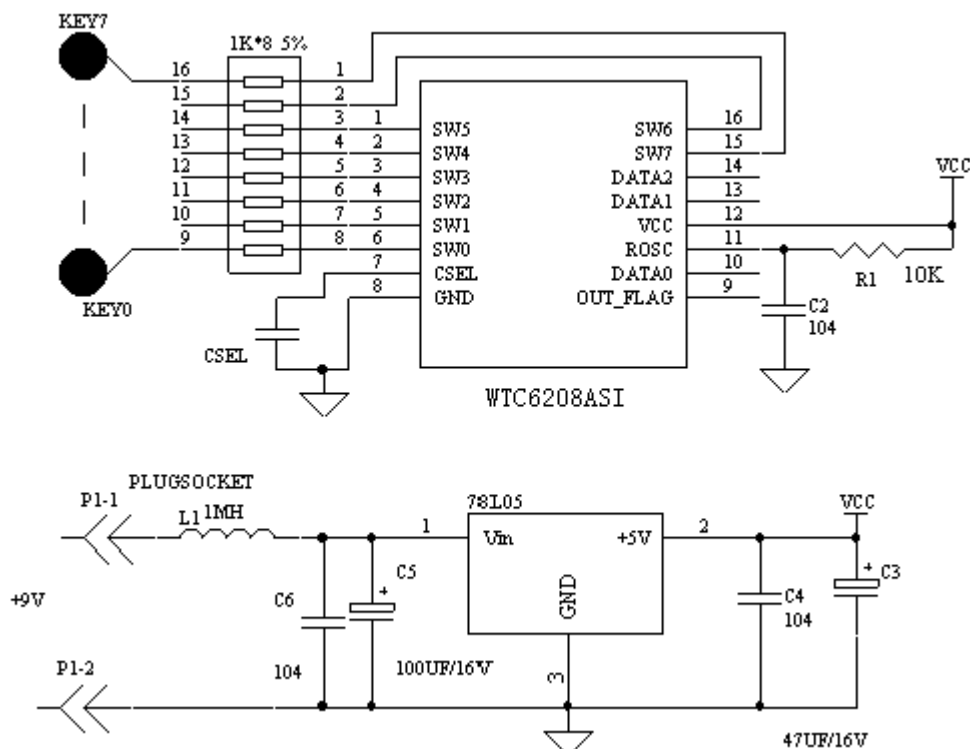 KEY7
1K*8 5%
16 1
15 2
14 3 1 SW5 SW6 16
13 4 2 SW4 SW7 15
12 5 3 SW3 DATA2 14
11 6 4 SW2 DATA1 13
10 7 5 SW1 VCC 12
9 8 6 SW0 ROSC 11
7 CSEL DATA0 10
8 GND OUT_FLAG 9
VCC
R1 10K
KEY0
C2
104
CSEL
WTC6208ASI
PLUGSOCKET
P1-1
L1 1MH
78L05
VCC
1 Vin +5V 2
+9V
C6
C5
+
GND
C4
104
+
C3
P1-2
104
100UF/16V
3
47UF/16V